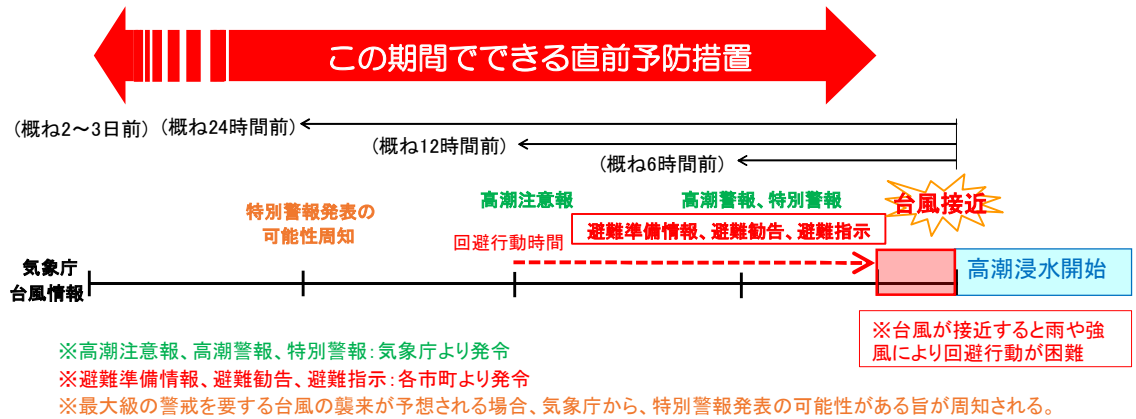 この期間でできる直前予防措置
(概ね2～3日前) (概ね24時間前)
(概ね12時間前)
(概ね6時間前)
特別警報発表の
可能性周知
高潮注意報
高潮警報、特別警報
台風接近
避難準備情報、避難勧告、避難指示
回避行動時間
気象庁
台風情報
高潮浸水開始
※台風が接近すると雨や強
風により回避行動が困難
※高潮注意報、高潮警報、特別警報：気象庁より発令
※避難準備情報、避難勧告、避難指示：各市町より発令
※最大級の警戒を要する台風の襲来が予想される場合、気象庁から、特別警報発表の可能性がある旨が周知される。